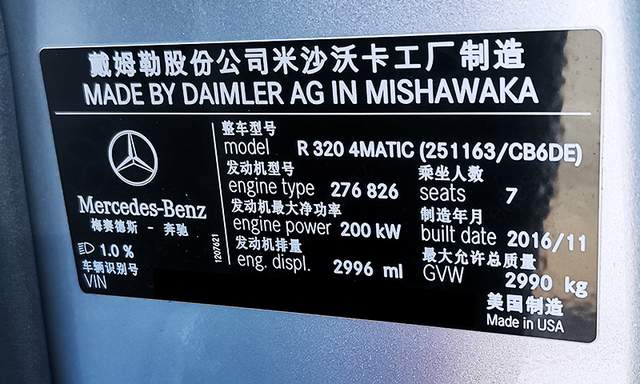 戴姆勒股份公司米沙沃卡工厂制造
MADE BY DAIMLER AG IN MISHAWAKA
整车型号
model R 320 4MATIC (251163/CB6DE)
发动机型号 乘坐人数
engine type 276 826 seats 7
发动机最大净功率 制造年月
engine power 200 kW built date 2016/11
发动机排量 最大允许总质量
eng. displ. 2996 ml GVW 2990 kg
Mercedes-Benz
梅赛德斯 - 奔驰
1.0 %
车辆识别号
VIN
1207621
美国制造
Made in USA